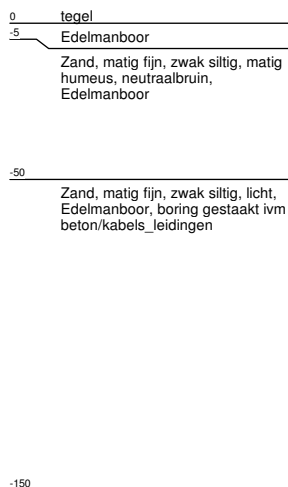 0 tegel
-5 Edelmanboor
Zand, matig fijn, zwak siltig, matig
humeus, neutraalbruin,
Edelmanboor
-50
Zand, matig fijn, zwak siltig, licht,
Edelmanboor, boring gestaakt ivm
beton/kabels_leidingen
-150